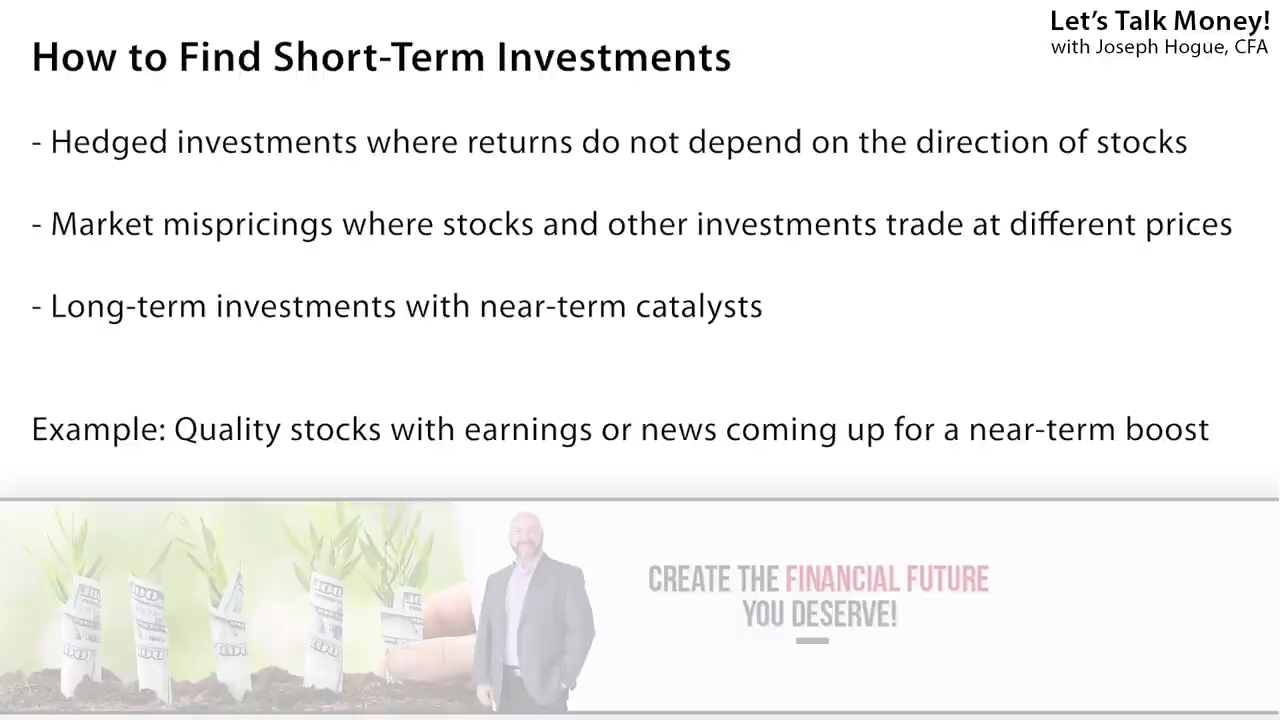 Let's Talk Money!
with Joseph Hogue, CFA
How to Find Short-Term Investments
- Hedged investments where returns do not depend on the direction of stocks
- Market mispricings where stocks and other investments trade at different prices
- Long-term investments with near-term catalysts
Example: Quality stocks with earnings or news coming up for a near-term boost
CREATE THE FINANCIAL FUTURE
YOU DESERVE!